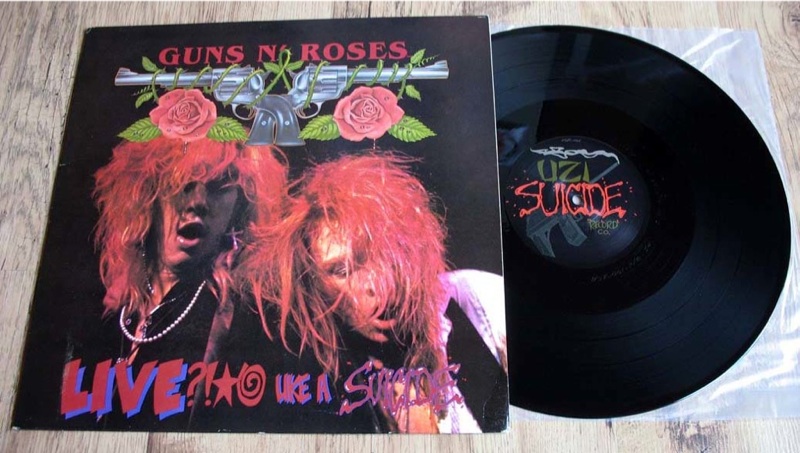 GUNS N' ROSES
LIVE?!★@ LIKE A SUICIDE
UZI
SUICIDE
RECORD
CO.